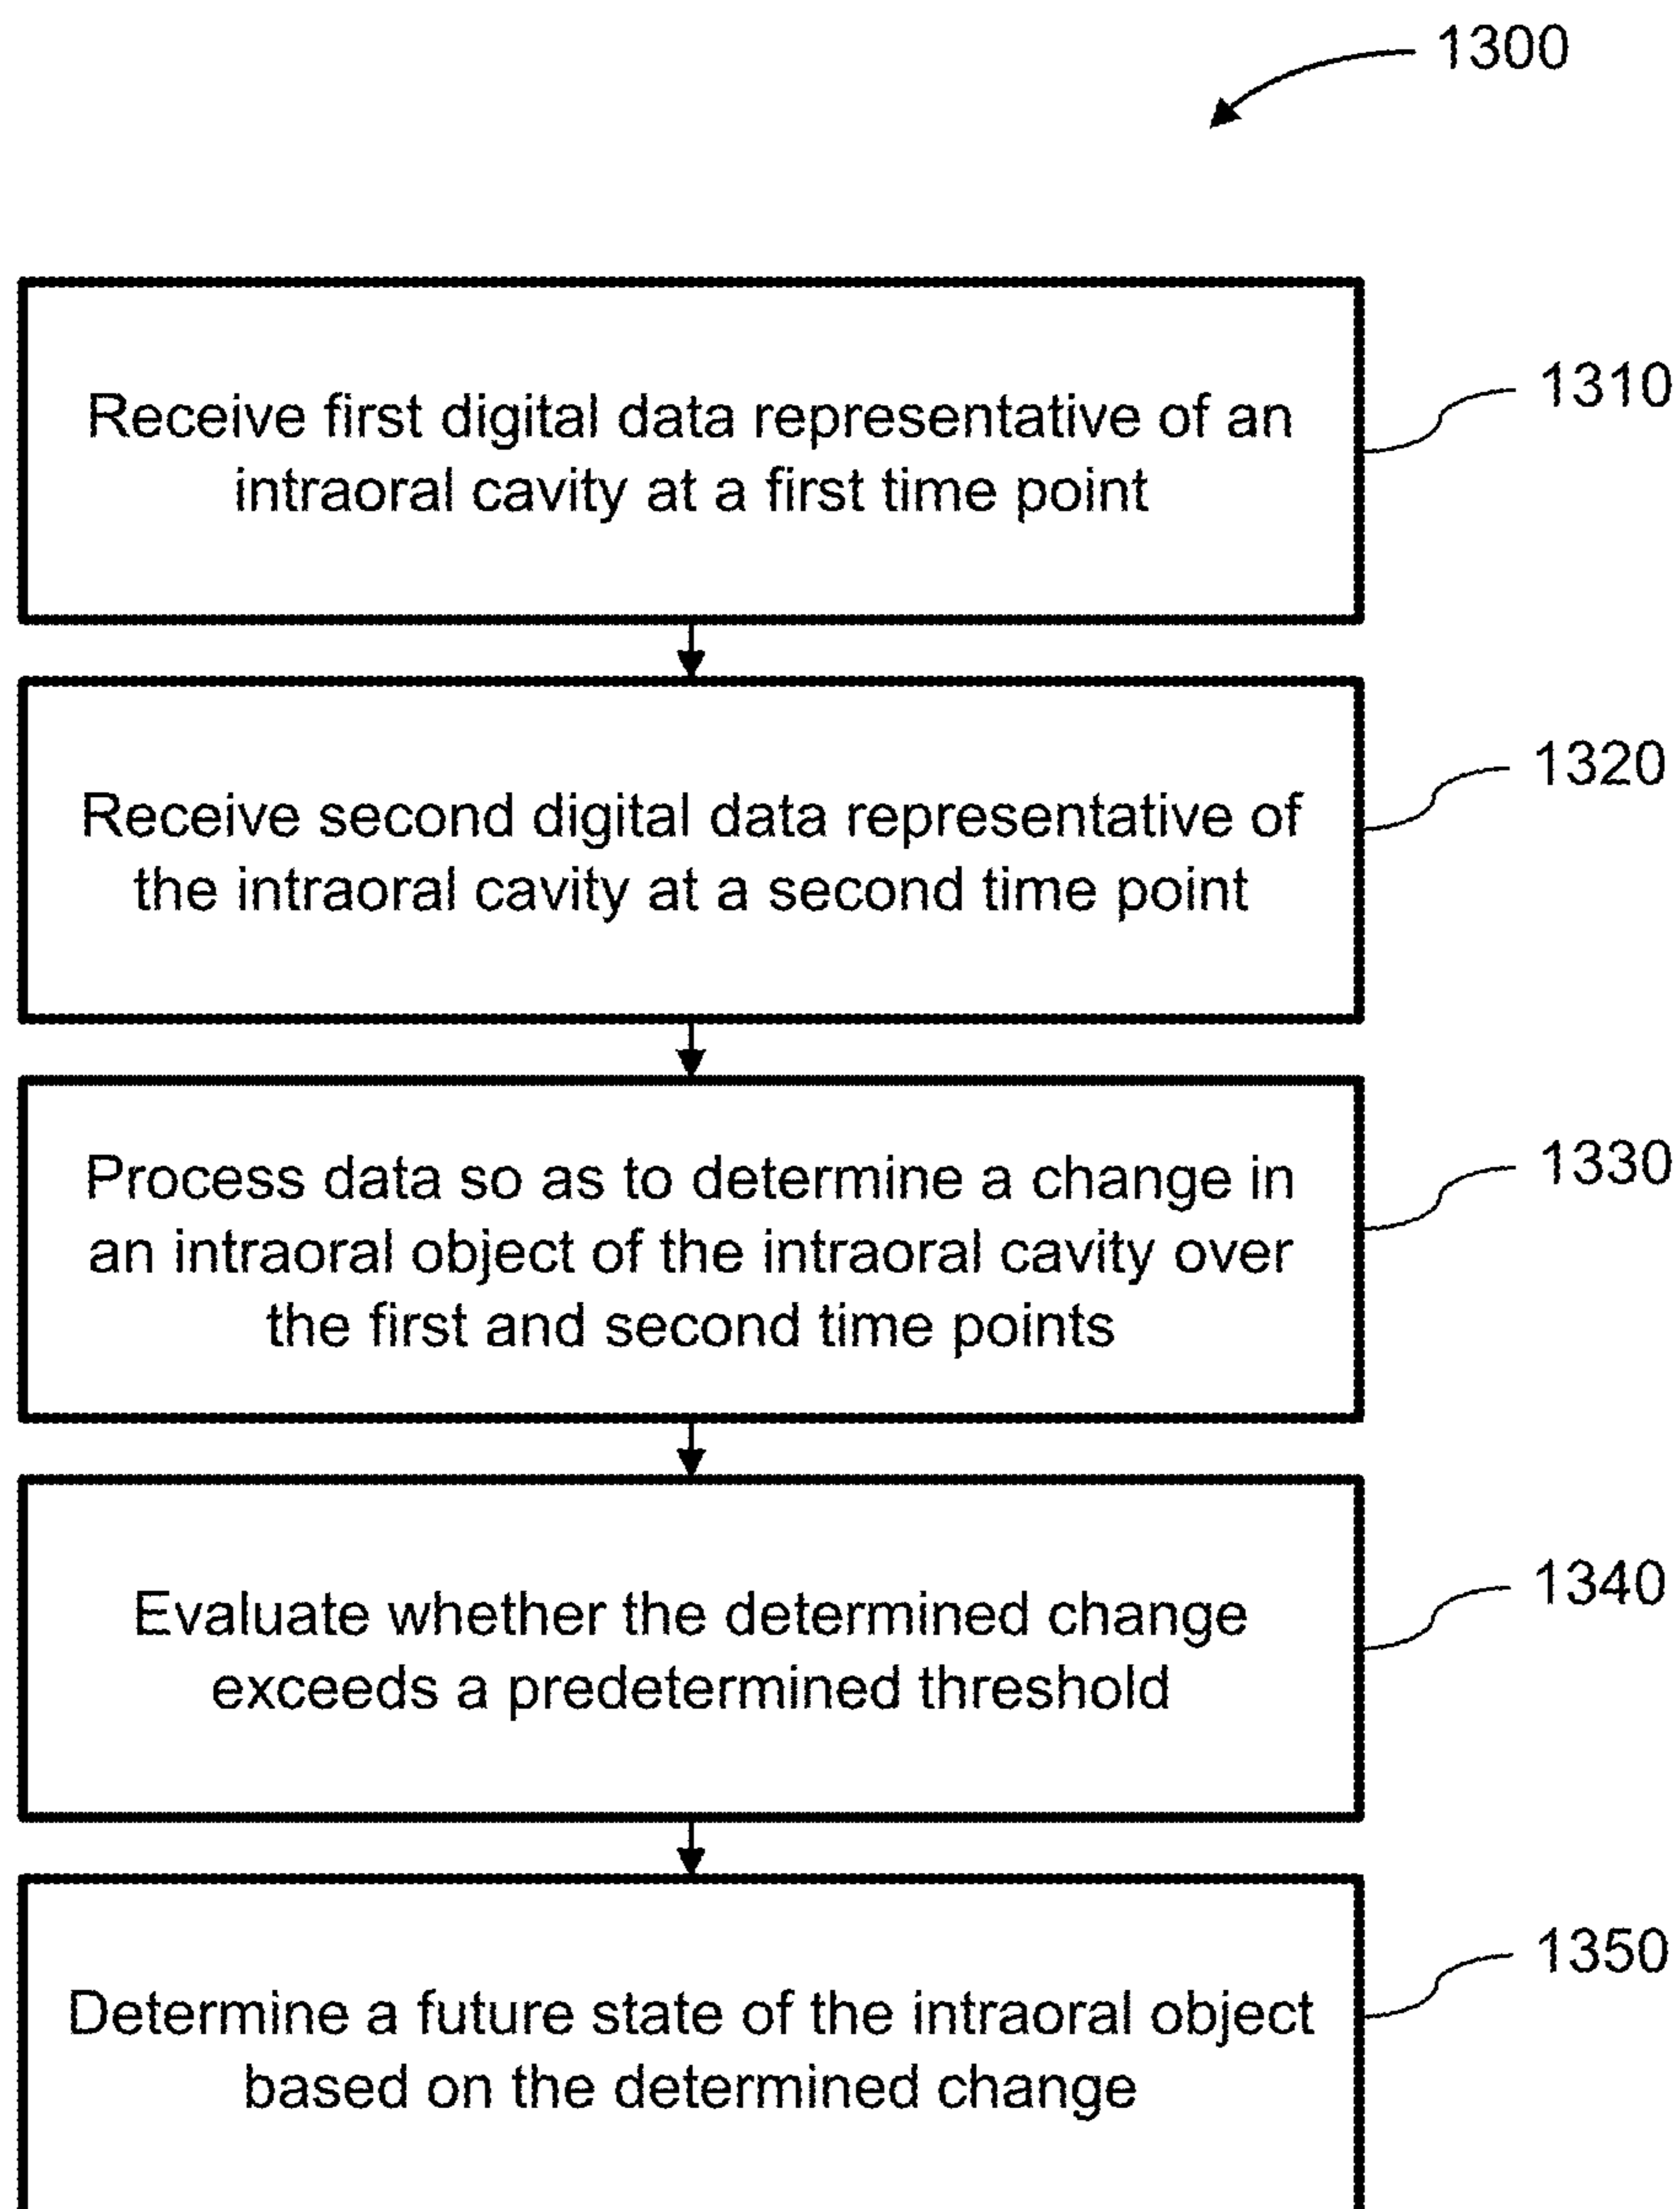 1300
Receive first digital data representative of an
intraoral cavity at a first time point
1310
Receive second digital data representative of
the intraoral cavity at a second time point
1320
Process data so as to determine a change in
an intraoral object of the intraoral cavity over
the first and second time points
1330
Evaluate whether the determined change
exceeds a predetermined threshold
1340
Determine a future state of the intraoral object
based on the determined change
1350